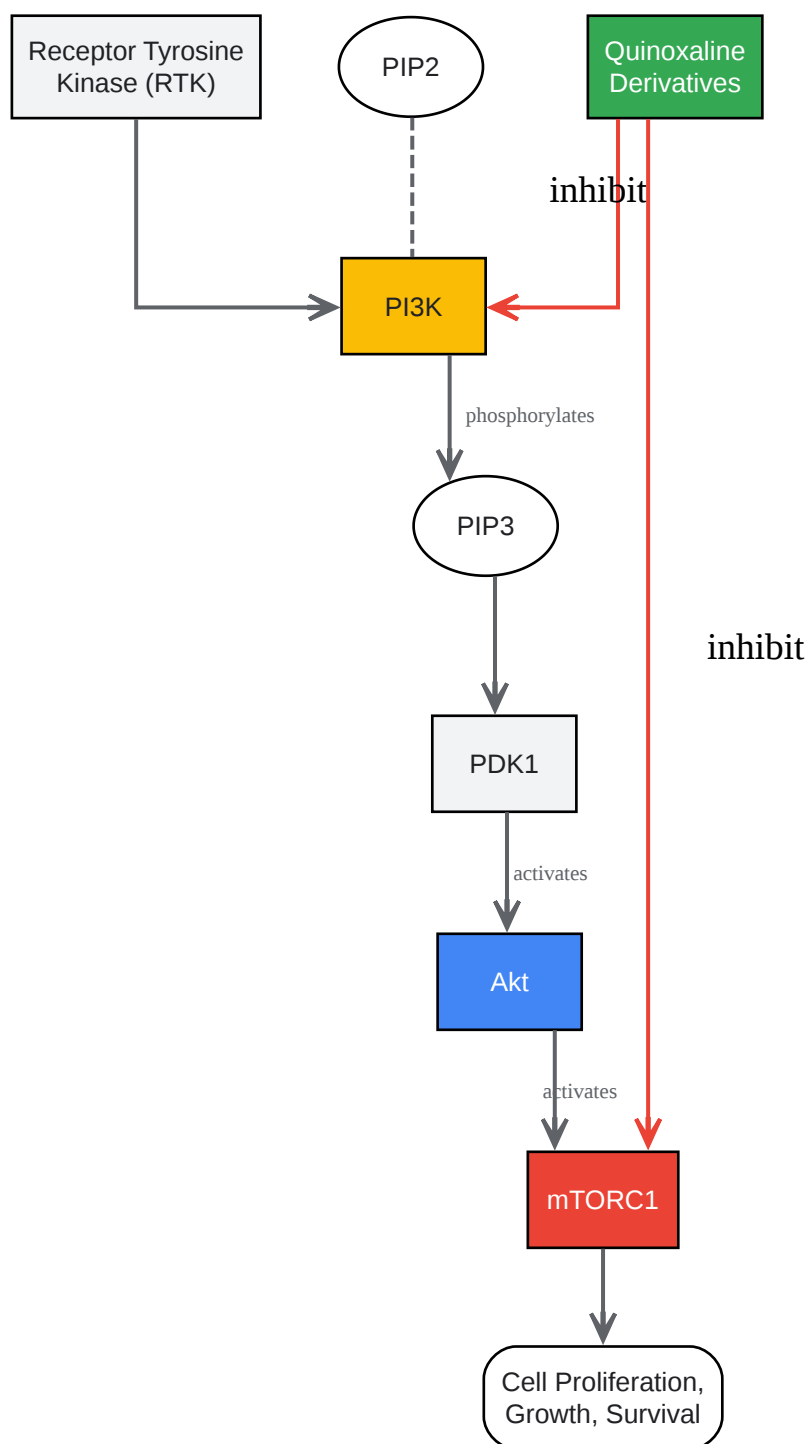 Receptor Tyrosine
Kinase (RTK)
PIP2
Quinoxaline
Derivatives
inhibit
PI3K
phosphorylates
PIP3
inhibit
PDK1
activates
Akt
activates
mTORC1
Cell Proliferation,
Growth, Survival